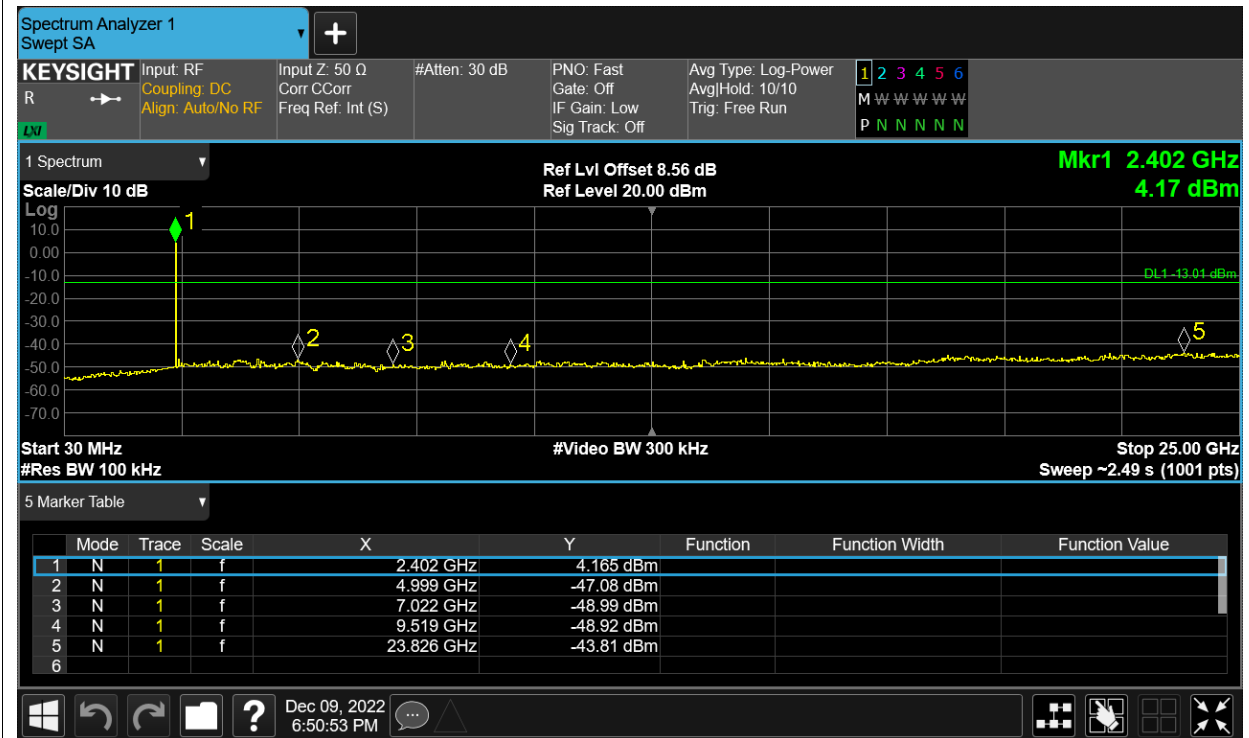 Spectrum Analyzer 1
Swept SA
KEYSIGHT
R
LXI
Input: RF
Coupling: DC
Align: Auto/No RF
Input Z: 50 Ω
Corr CCorr
Freq Ref: Int (S)
#Atten: 30 dB
PNO: Fast
Gate: Off
IF Gain: Low
Sig Track: Off
Avg Type: Log-Power
Avg|Hold: 10/10
Trig: Free Run
1 2 3 4 5 6
M W W W W W
P N N N N N
1 Spectrum
Scale/Div 10 dB
Ref Lvl Offset 8.56 dB
Ref Level 20.00 dBm
Mkr1 2.402 GHz
4.17 dBm
Log
10.0
0.00
-10.0
-20.0
-30.0
-40.0
-50.0
-60.0
-70.0
1
2
3
4
5
DL1 -13.01 dBm
Start 30 MHz
#Video BW 300 kHz
Stop 25.00 GHz
#Res BW 100 kHz
Sweep ~2.49 s (1001 pts)
5 Marker Table
Mode Trace Scale X Y Function Function Width Function Value
1 N 1 f 2.402 GHz 4.165 dBm
2 N 1 f 4.999 GHz -47.08 dBm
3 N 1 f 7.022 GHz -48.99 dBm
4 N 1 f 9.519 GHz -48.92 dBm
5 N 1 f 23.826 GHz -43.81 dBm
6
?
Dec 09, 2022
6:50:53 PM